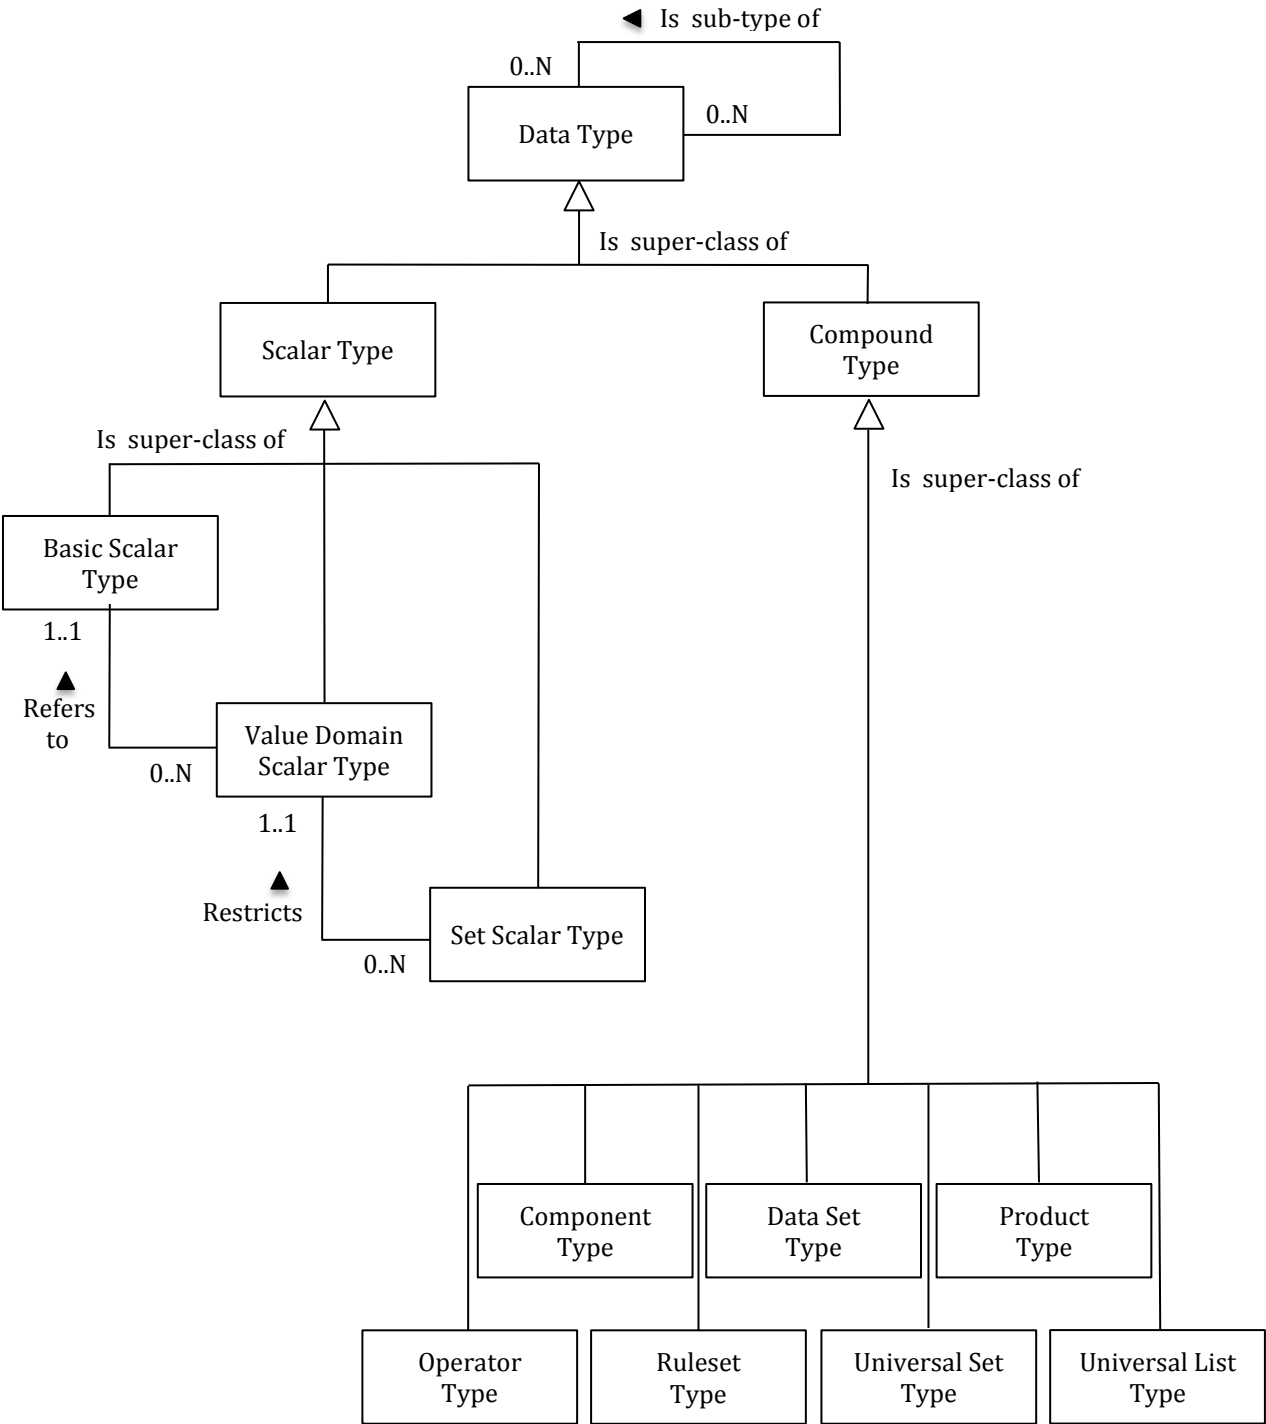 Is sub-type of
0..N
0..N
Data Type
Is super-class of
Scalar Type
Compound
Type
Is super-class of
Is super-class of
Basic Scalar
Type
1..1
Refers
to
0..N
Value Domain
Scalar Type
1..1
Restricts
0..N
Set Scalar Type
Component
Type
Data Set
Type
Product
Type
Operator
Type
Ruleset
Type
Universal Set
Type
Universal List
Type